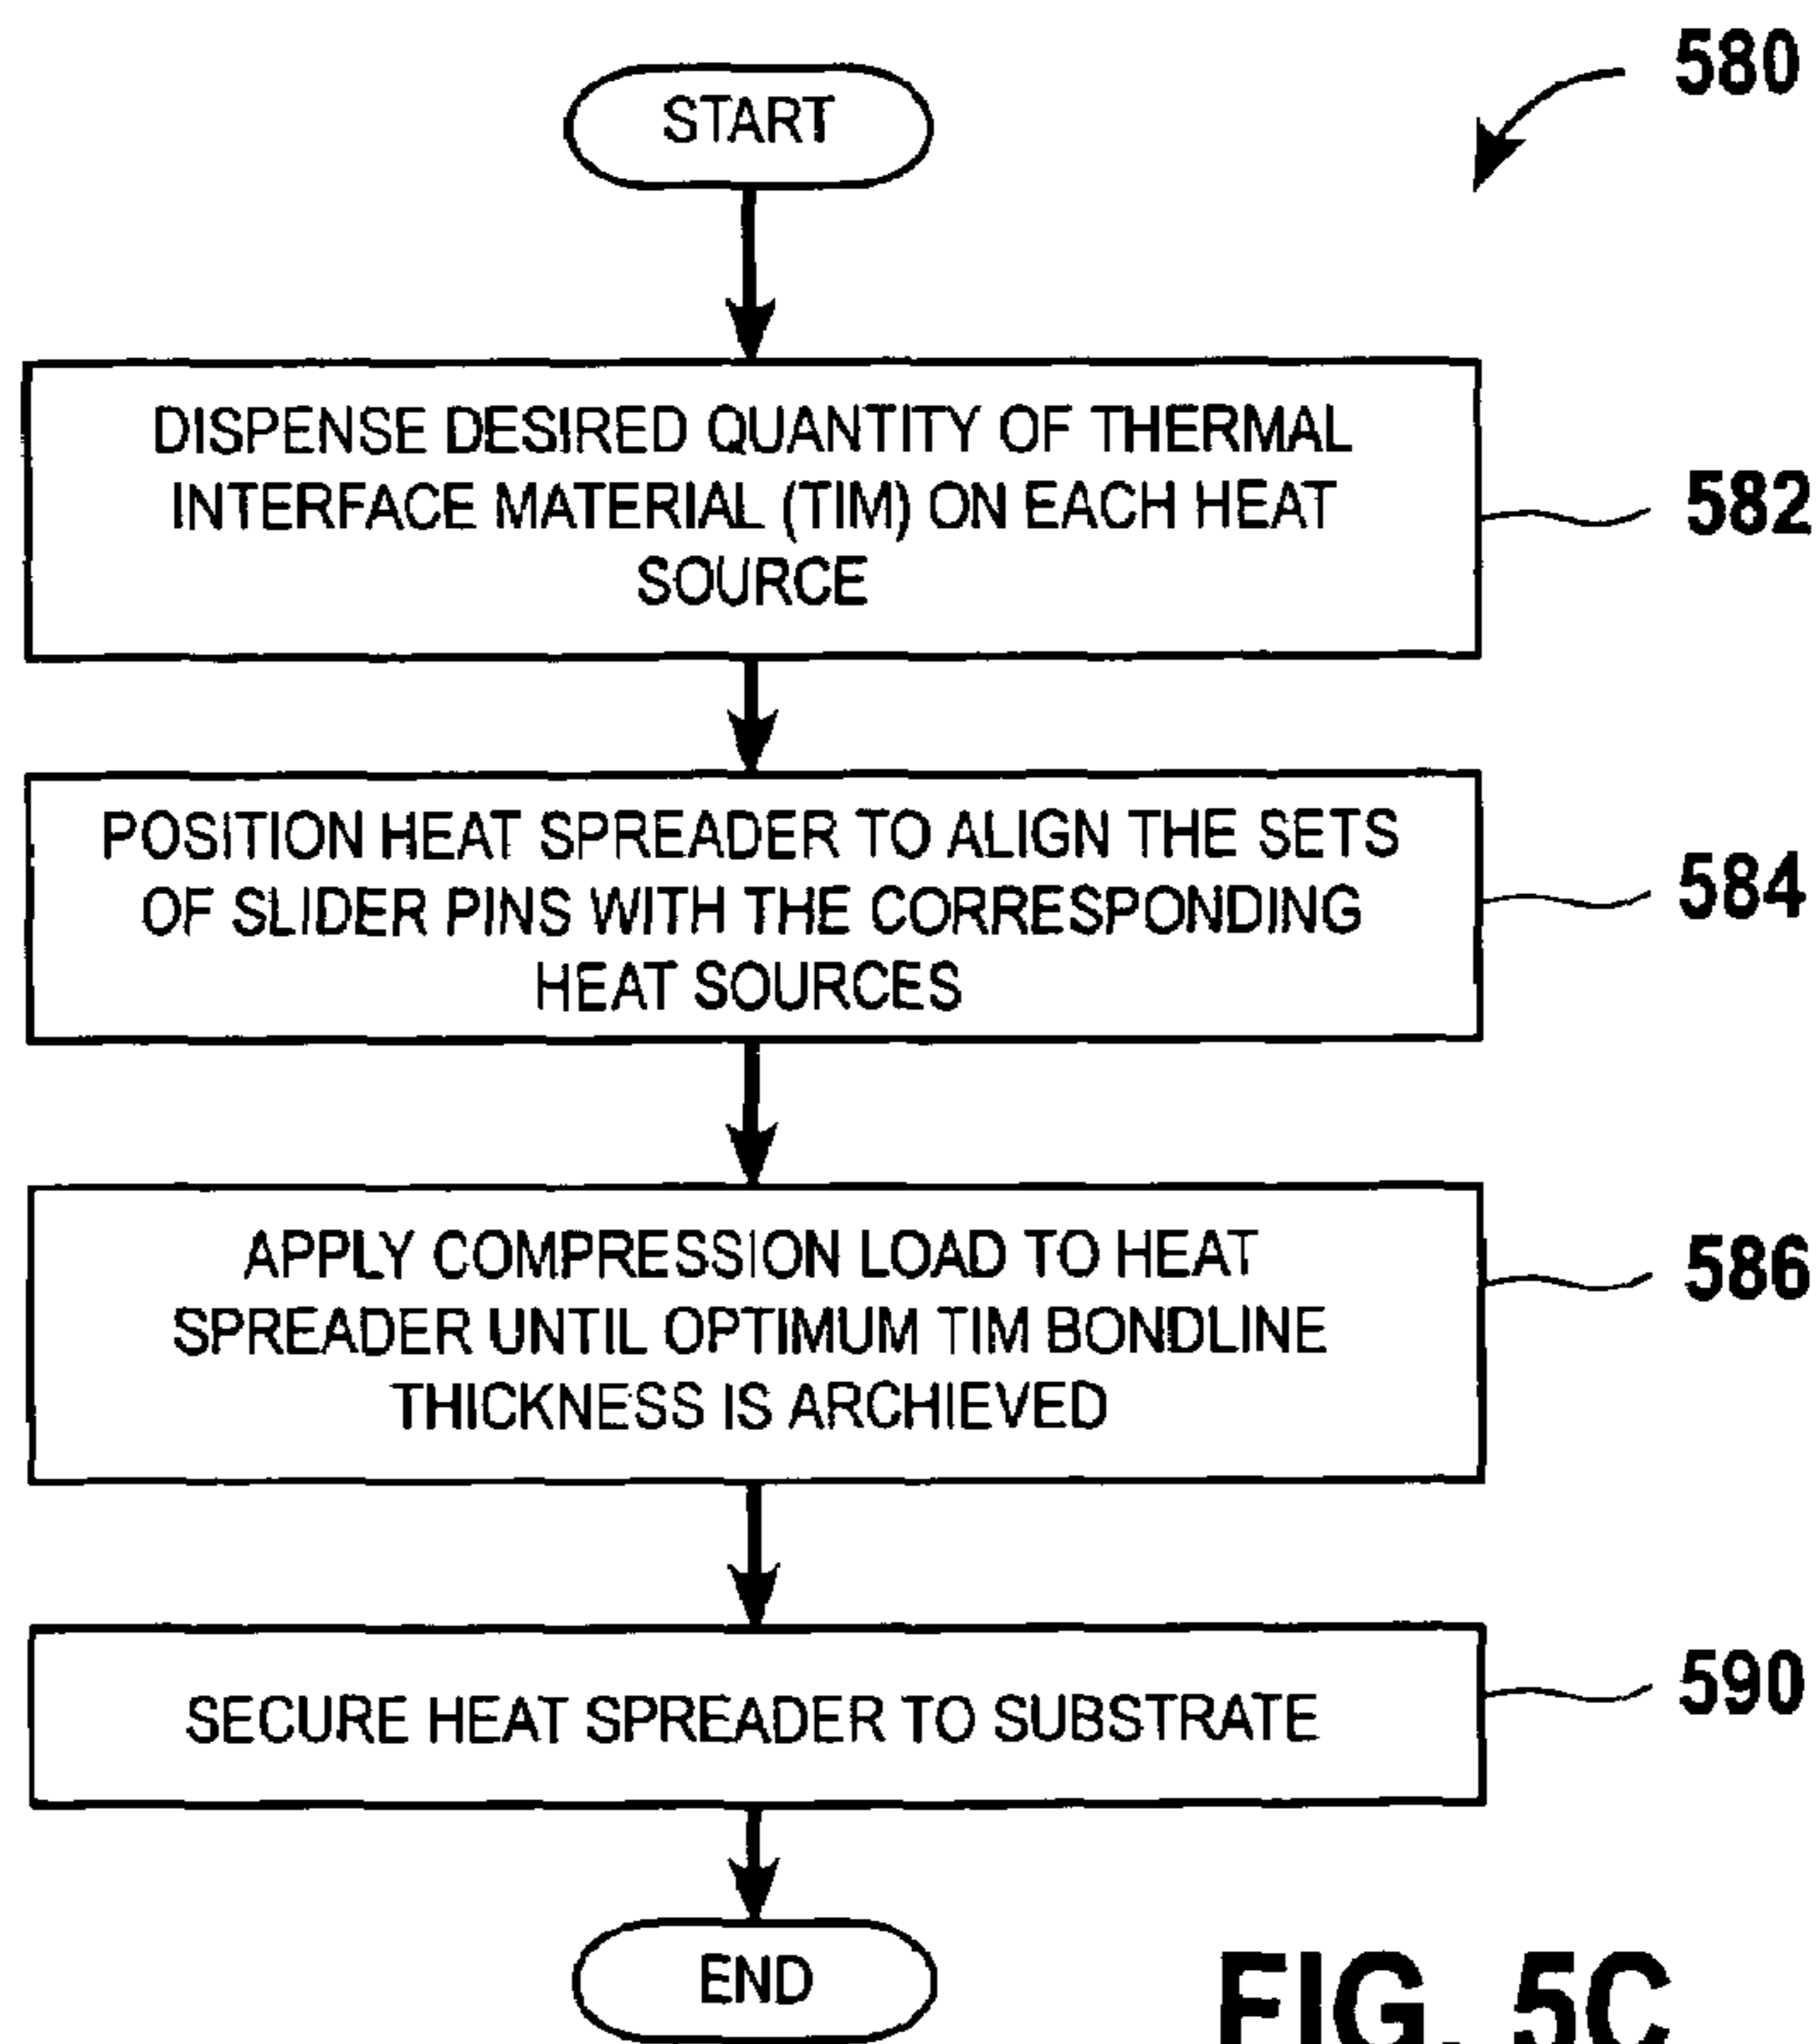 580
START
DISPENSE DESIRED QUANTITY OF THERMAL
INTERFACE MATERIAL (TIM) ON EACH HEAT
SOURCE
582
POSITION HEAT SPREADER TO ALIGN THE SETS
OF SLIDER PINS WITH THE CORRESPONDING
HEAT SOURCES
584
APPLY COMPRESSION LOAD TO HEAT
SPREADER UNTIL OPTIMUM TIM BONDLINE
THICKNESS IS ARCHIEVED
586
SECURE HEAT SPREADER TO SUBSTRATE
590
END
FIG. 5C